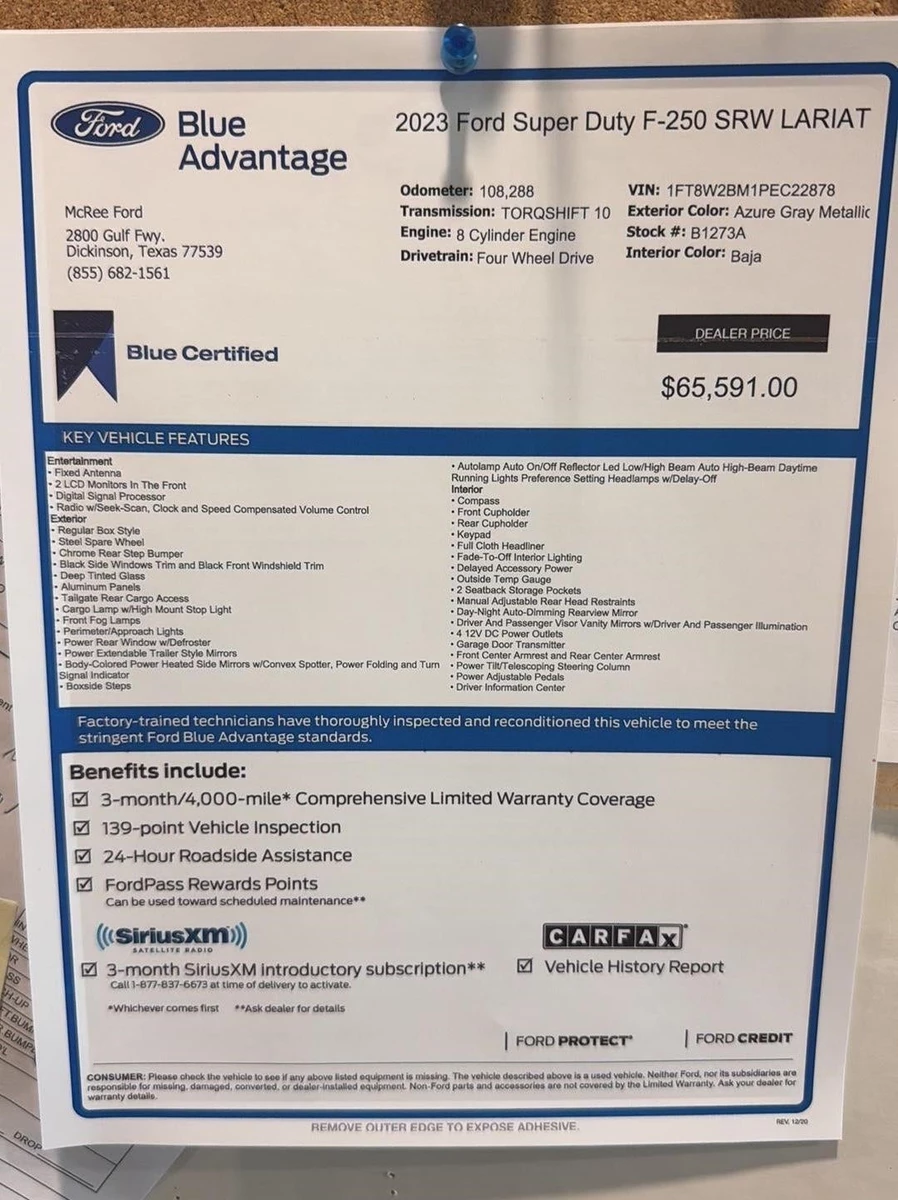 Ford Blue Advantage
2023 Ford Super Duty F-250 SRW LARIAT
McRee Ford
2800 Gulf Fwy.
Dickinson, Texas 77539
(855) 682-1561
Odometer: 108,288
Transmission: TORQSHIFT 10
Engine: 8 Cylinder Engine
Drivetrain: Four Wheel Drive
VIN: 1FT8W2BM1PEC22878
Exterior Color: Azure Gray Metallic
Stock #: B1273A
Interior Color: Baja
Blue Certified
DEALER PRICE
$65,591.00
KEY VEHICLE FEATURES
Entertainment
• Fixed Antenna
• 2 LCD Monitors In The Front
• Digital Signal Processor
• Radio w/Seek-Scan, Clock and Speed Compensated Volume Control
Exterior
• Regular Box Style
• Steel Spare Wheel
• Chrome Rear Step Bumper
• Black Side Windows Trim and Black Front Windshield Trim
• Deep Tinted Glass
• Aluminum Panels
• Tailgate Rear Cargo Access
• Cargo Lamp w/High Mount Stop Light
• Front Fog Lamps
• Perimeter/Approach Lights
• Power Rear Window w/Defroster
• Power Extendable Trailer Style Mirrors
• Body-Colored Power Heated Side Mirrors w/Convex Spotter, Power Folding and Turn
Signal Indicator
• Boxside Steps
• Autolamp Auto On/Off Reflector Led Low/High Beam Auto High-Beam Daytime
Running Lights Preference Setting Headlamps w/Delay-Off
Interior
• Compass
• Front Cupholder
• Rear Cupholder
• Keypad
• Full Cloth Headliner
• Fade-To-Off Interior Lighting
• Delayed Accessory Power
• Outside Temp Gauge
• 2 Seatback Storage Pockets
• Manual Adjustable Rear Head Restraints
• Day-Night Auto-Dimming Rearview Mirror
• Driver And Passenger Visor Vanity Mirrors w/Driver And Passenger Illumination
• 4 12V DC Power Outlets
• Garage Door Transmitter
• Front Center Armrest and Rear Center Armrest
• Power Tilt/Telescoping Steering Column
• Power Adjustable Pedals
• Driver Information Center
Factory-trained technicians have thoroughly inspected and reconditioned this vehicle to meet the
stringent Ford Blue Advantage standards.
Benefits include:
☑ 3-month/4,000-mile* Comprehensive Limited Warranty Coverage
☑ 139-point Vehicle Inspection
☑ 24-Hour Roadside Assistance
☑ FordPass Rewards Points
Can be used toward scheduled maintenance**
((SiriusXM))
SATELLITE RADIO
☑ 3-month SiriusXM introductory subscription**
Call 1-877-837-6673 at time of delivery to activate.
*Whichever comes first **Ask dealer for details
CARFAX
☑ Vehicle History Report
FORD PROTECT
FORD CREDIT
CONSUMER: Please check the vehicle to see if any above listed equipment is missing. The vehicle described above is a used vehicle. Neither Ford, nor its subsidiaries are
responsible for missing, damaged, converted, or dealer-installed equipment. Non-Ford parts and accessories are not covered by the Limited Warranty. Ask your dealer for
warranty details.
REMOVE OUTER EDGE TO EXPOSE ADHESIVE.
REV. 12/20
DROP